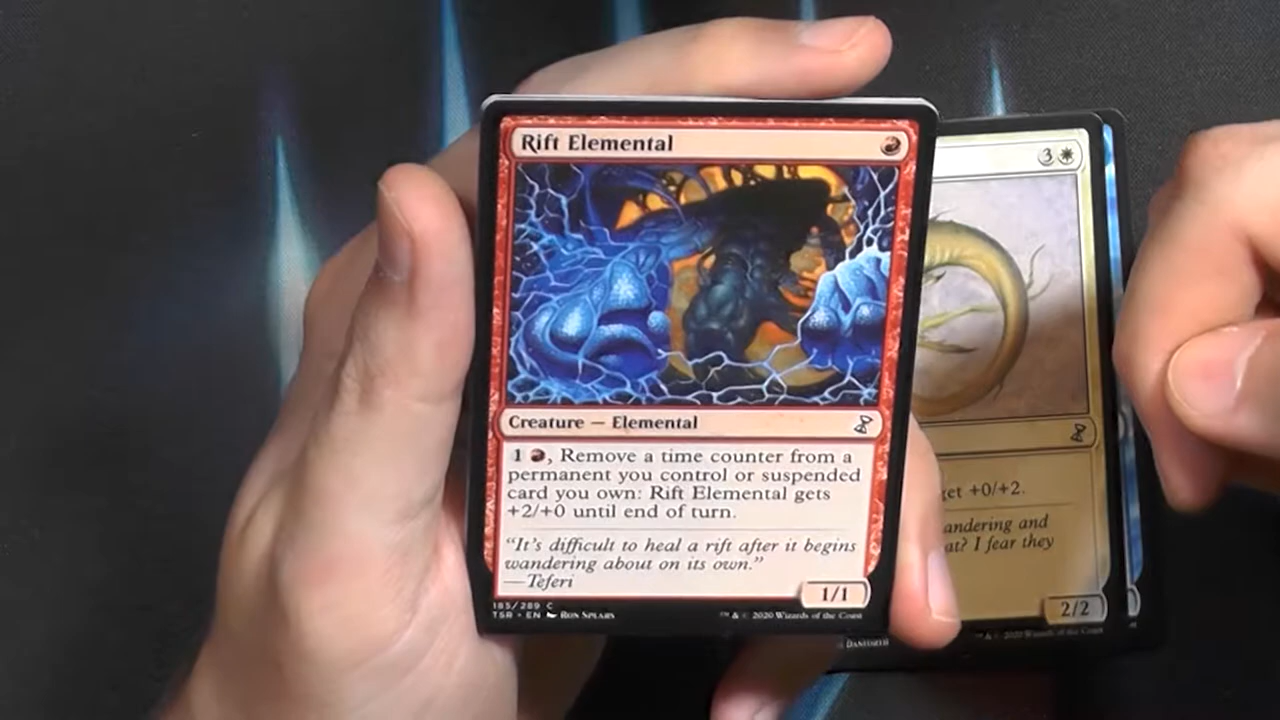 Rift Elemental
3
Creature — Elemental
1 , Remove a time counter from a
permanent you control or suspended
card you own: Rift Elemental gets
+2/+0 until end of turn.
"It's difficult to heal a rift after it begins
wandering about on its own."
—Teferi
1/1
185/289 C
TSR • EN Ron Spears
™ & © 2020 Wizards of the Coast
get +0/+2.
andering and
at? I fear they
2/2
& © 2020 Wizards of the Coast